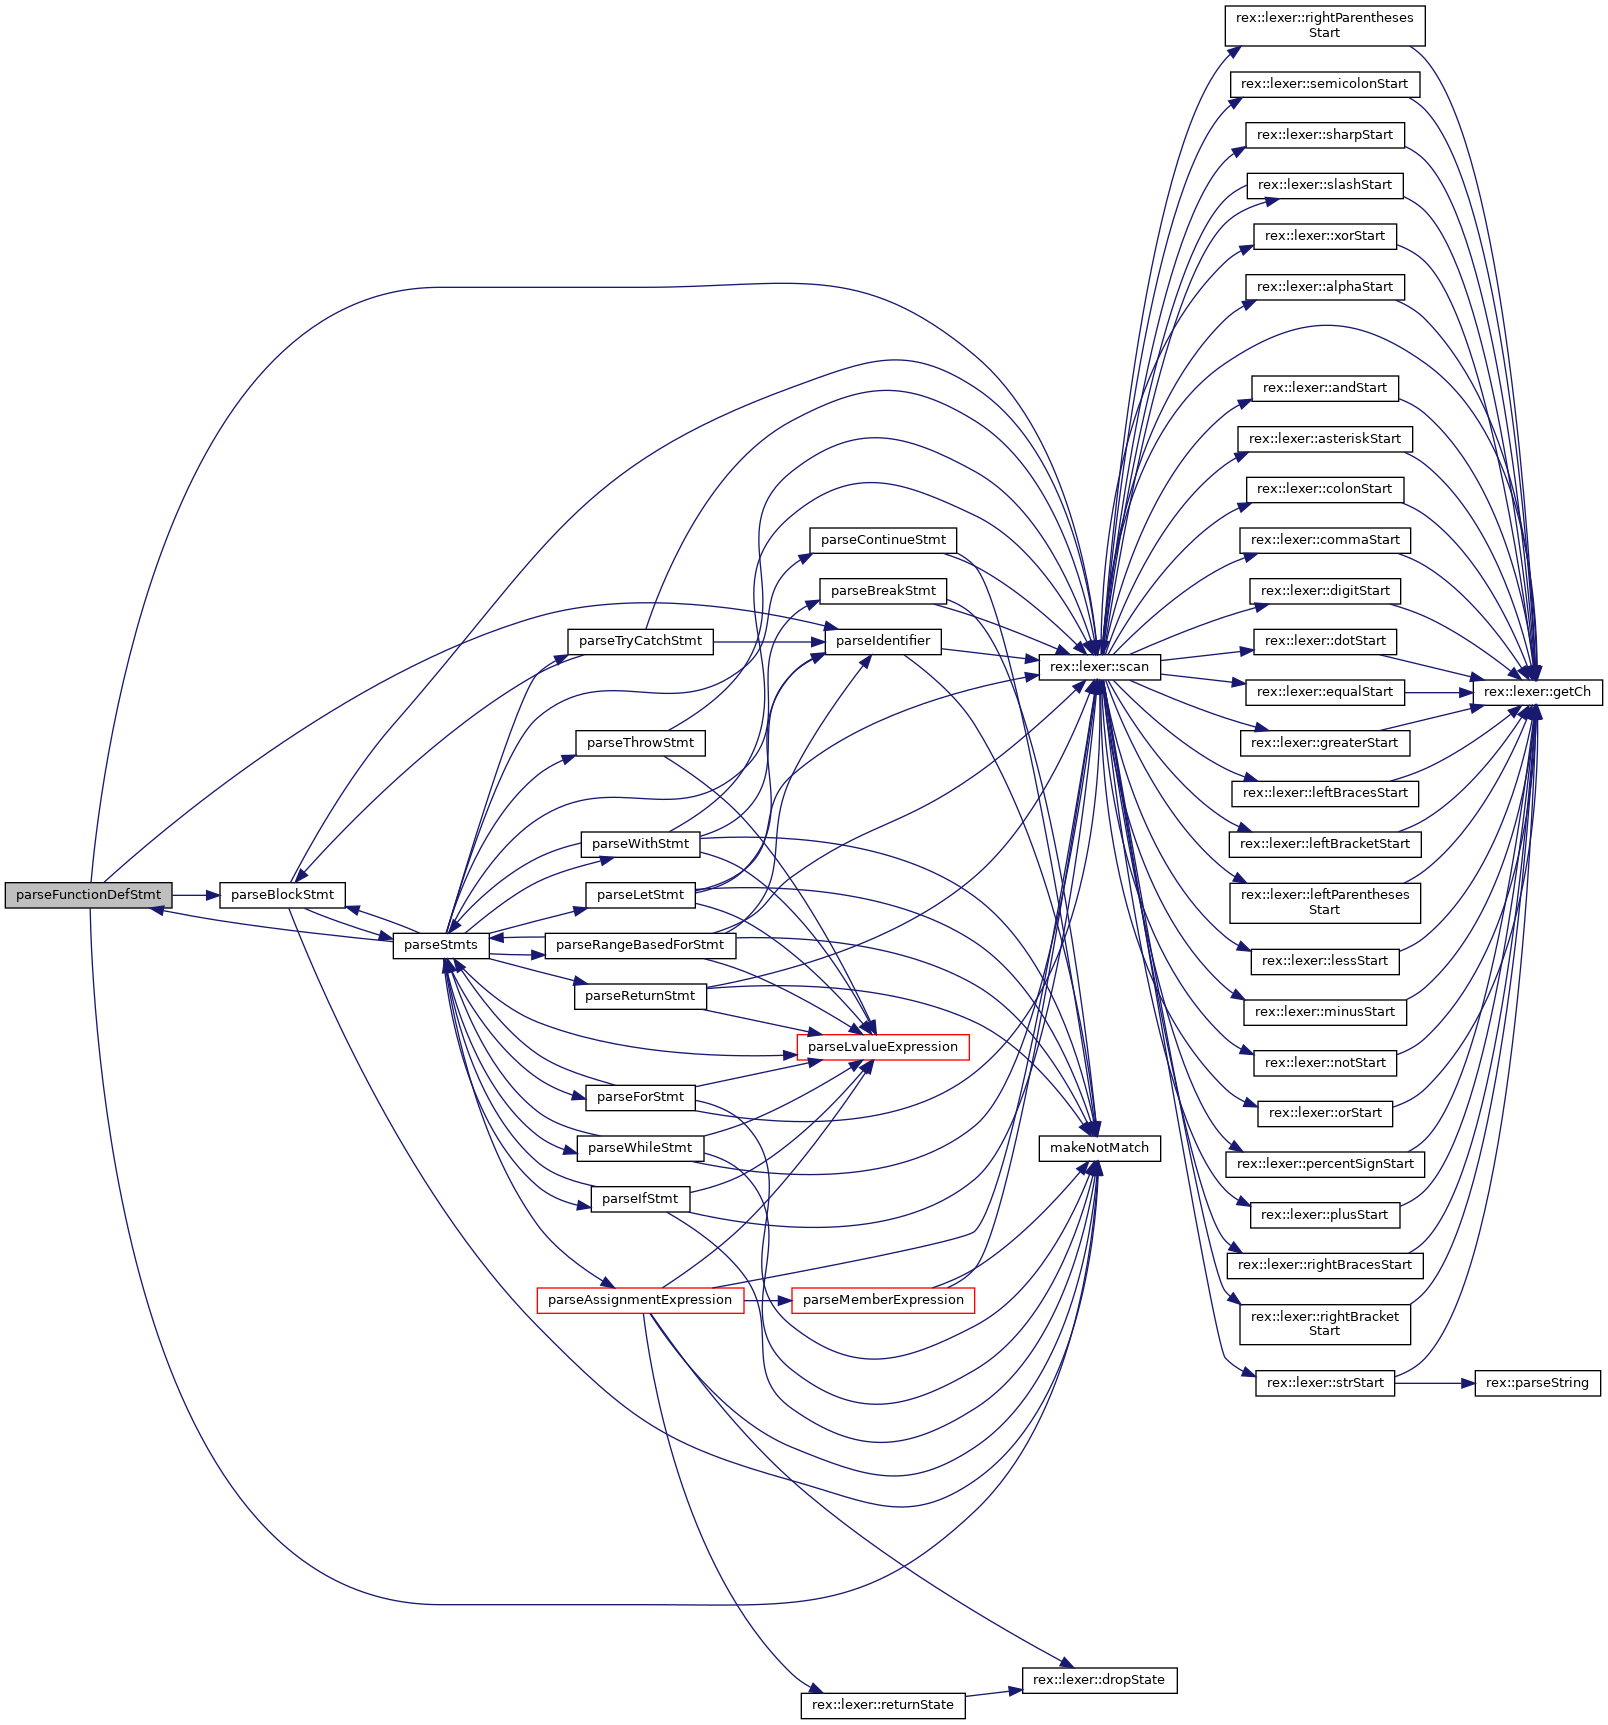 parseFunctionDefStmt
parseBlockStmt
parseStmts
parseTryCatchStmt
parseThrowStmt
parseWithStmt
parseLetStmt
parseRangeBasedForStmt
parseReturnStmt
parseForStmt
parseWhileStmt
parseIfStmt
parseAssignmentExpression
parseContinueStmt
parseBreakStmt
parseIdentifier
parseLvalueExpression
parseMemberExpression
rex::lexer::returnState
rex::lexer::scan
makeNotMatch
rex::lexer::dropState
rex::lexer::rightParentheses
Start
rex::lexer::semicolonStart
rex::lexer::sharpStart
rex::lexer::slashStart
rex::lexer::xorStart
rex::lexer::alphaStart
rex::lexer::andStart
rex::lexer::asteriskStart
rex::lexer::colonStart
rex::lexer::commaStart
rex::lexer::digitStart
rex::lexer::dotStart
rex::lexer::equalStart
rex::lexer::greaterStart
rex::lexer::leftBracesStart
rex::lexer::leftBracketStart
rex::lexer::leftParentheses
Start
rex::lexer::lessStart
rex::lexer::minusStart
rex::lexer::notStart
rex::lexer::orStart
rex::lexer::percentSignStart
rex::lexer::plusStart
rex::lexer::rightBracesStart
rex::lexer::rightBracket
Start
rex::lexer::strStart
rex::lexer::getCh
rex::parseString